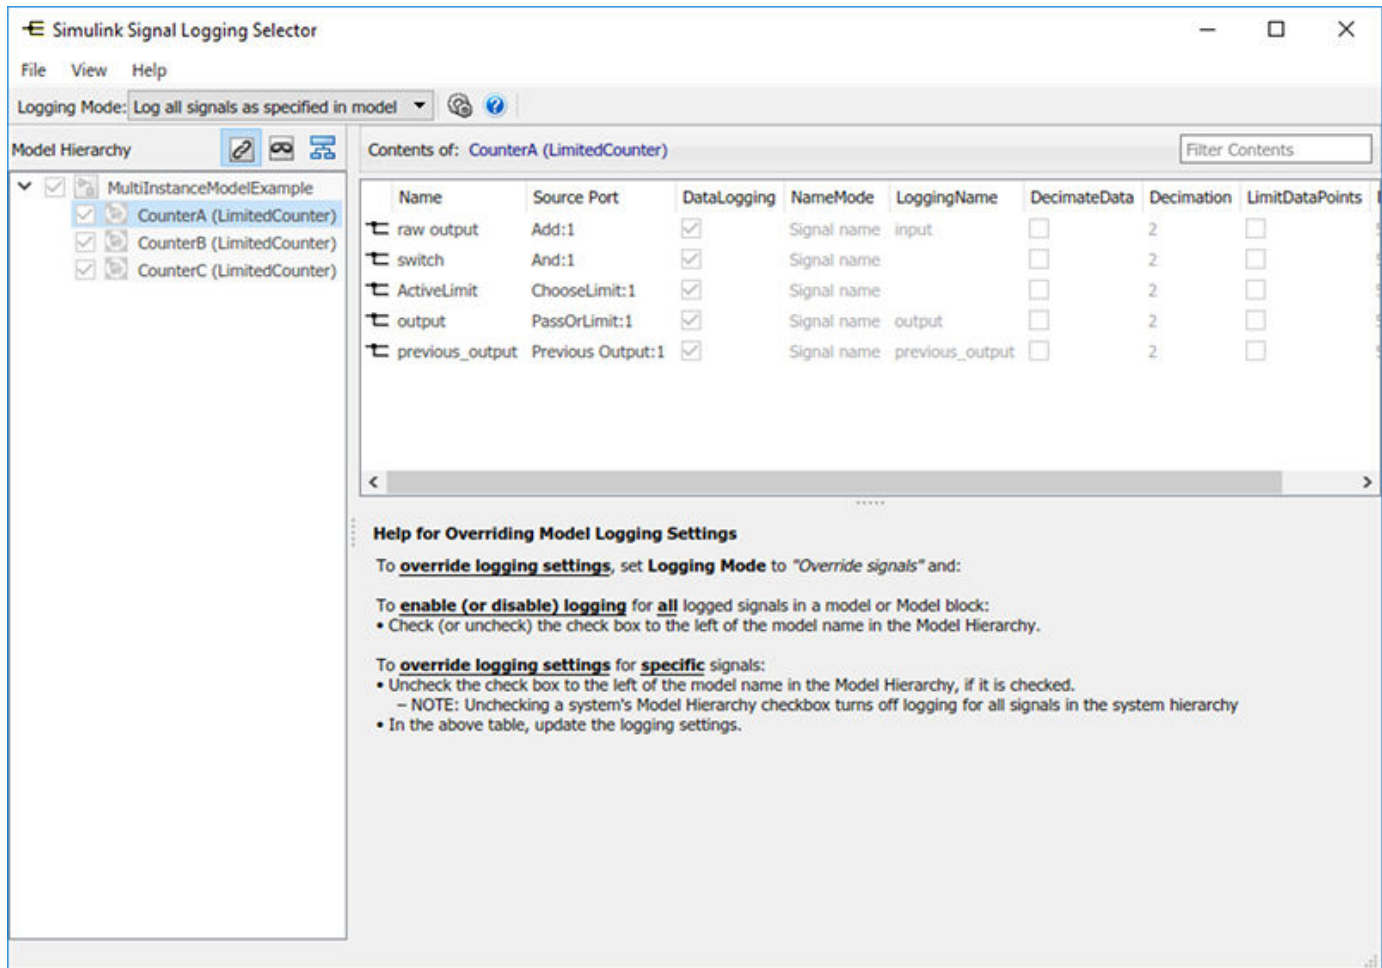 Simulink Signal Logging Selector
File View Help
Logging Mode: Log all signals as specified in model
Model Hierarchy
Contents of: CounterA (LimitedCounter)
Filter Contents
MultiInstanceModelExample
CounterA (LimitedCounter)
CounterB (LimitedCounter)
CounterC (LimitedCounter)
Name Source Port DataLogging NameMode LoggingName DecimateData Decimation LimitDataPoints
raw output Add:1 Signal name input 2
switch And:1 Signal name 2
ActiveLimit ChooseLimit:1 Signal name 2
output PassOrLimit:1 Signal name output 2
previous_output Previous Output:1 Signal name previous_output 2
Help for Overriding Model Logging Settings
To override logging settings, set Logging Mode to "Override signals" and:
To enable (or disable) logging for all logged signals in a model or Model block:
• Check (or uncheck) the check box to the left of the model name in the Model Hierarchy.
To override logging settings for specific signals:
• Uncheck the check box to the left of the model name in the Model Hierarchy, if it is checked.
– NOTE: Unchecking a system's Model Hierarchy checkbox turns off logging for all signals in the system hierarchy
• In the above table, update the logging settings.